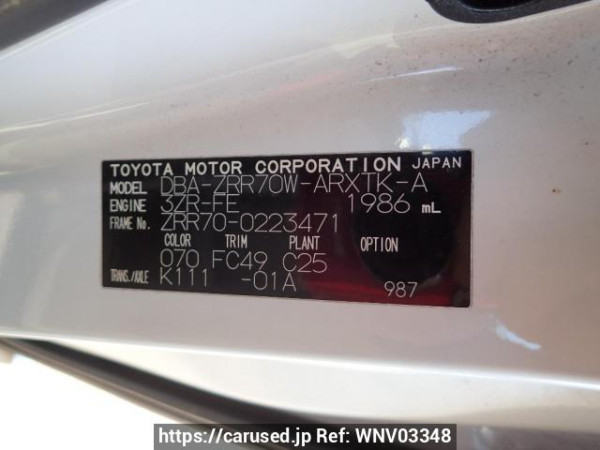 TOYOTA MOTOR CORPORATION JAPAN
MODEL DBA-ZRR70W-ARXTK-A
ENGINE 3ZR-FE 1986 mL
FRAME No. ZRR70-0223471
COLOR TRIM PLANT OPTION
070 FC49 C25
TRANS./AXLE K111 -01A 987
https://carused.jp Ref: WNV03348